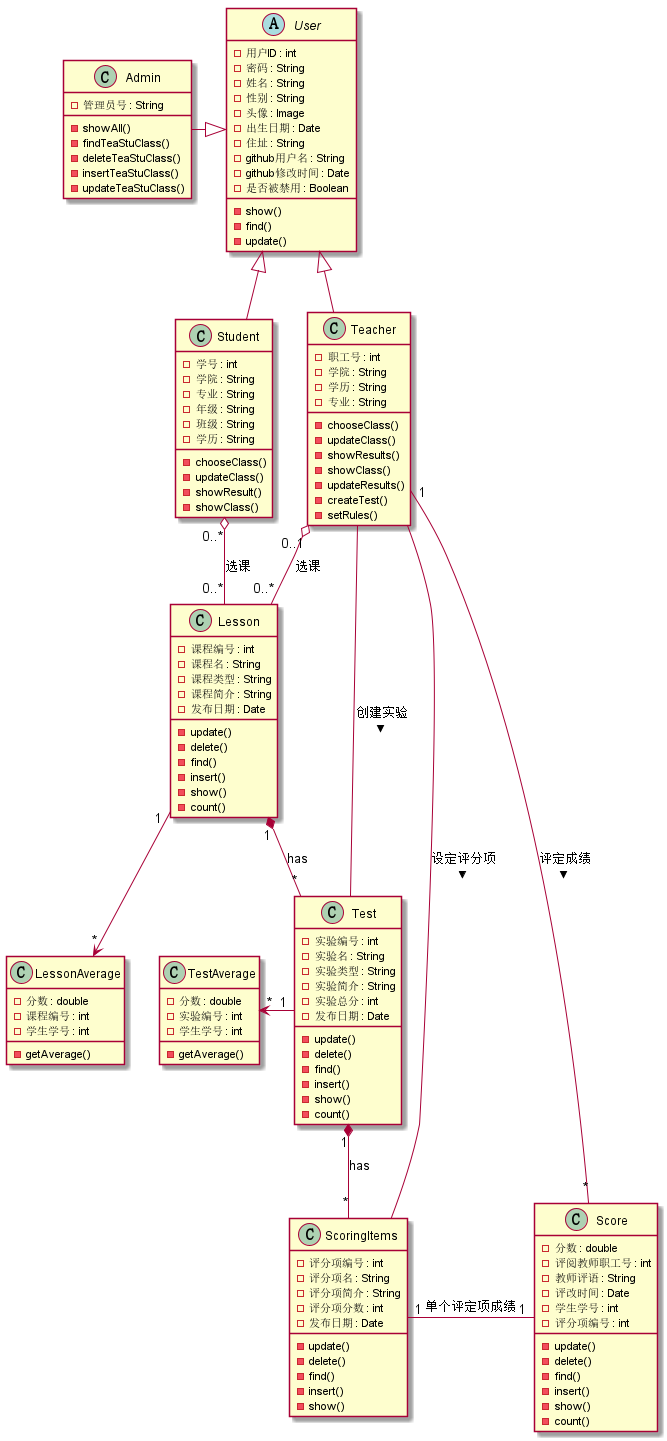 A User
用户ID : int
密码 : String
姓名 : String
性别 : String
头像 : Image
出生日期 : Date
住址 : String
github用户名 : String
github修改时间 : Date
是否被禁用 : Boolean
show()
find()
update()
C Admin
管理员号 : String
showAll()
findTeaStuClass()
deleteTeaStuClass()
insertTeaStuClass()
updateTeaStuClass()
C Student
学号 : int
学院 : String
专业 : String
年级 : String
班级 : String
学历 : String
chooseClass()
updateClass()
showResult()
showClass()
C Teacher
职工号 : int
学院 : String
学历 : String
专业 : String
chooseClass()
updateClass()
showResults()
showClass()
updateResults()
createTest()
setRules()
1
0..*
选课
0..*
0..1
选课
0..*
C Lesson
课程编号 : int
课程名 : String
课程类型 : String
课程简介 : String
发布日期 : Date
update()
delete()
find()
insert()
show()
count()
创建实验
设定评分项
评定成绩
1
*
1
has
*
C LessonAverage
分数 : double
课程编号 : int
学生学号 : int
getAverage()
C TestAverage
分数 : double
实验编号 : int
学生学号 : int
getAverage()
* 1
C Test
实验编号 : int
实验名 : String
实验类型 : String
实验简介 : String
实验总分 : int
发布日期 : Date
update()
delete()
find()
insert()
show()
count()
1
has
*
*
C ScoringItems
评分项编号 : int
评分项名 : String
评分项简介 : String
评分项分数 : int
发布日期 : Date
update()
delete()
find()
insert()
show()
1 单个评定项成绩 1
C Score
分数 : double
评阅教师职工号 : int
教师评语 : String
评改时间 : Date
学生学号 : int
评分项编号 : int
update()
delete()
find()
insert()
show()
count()